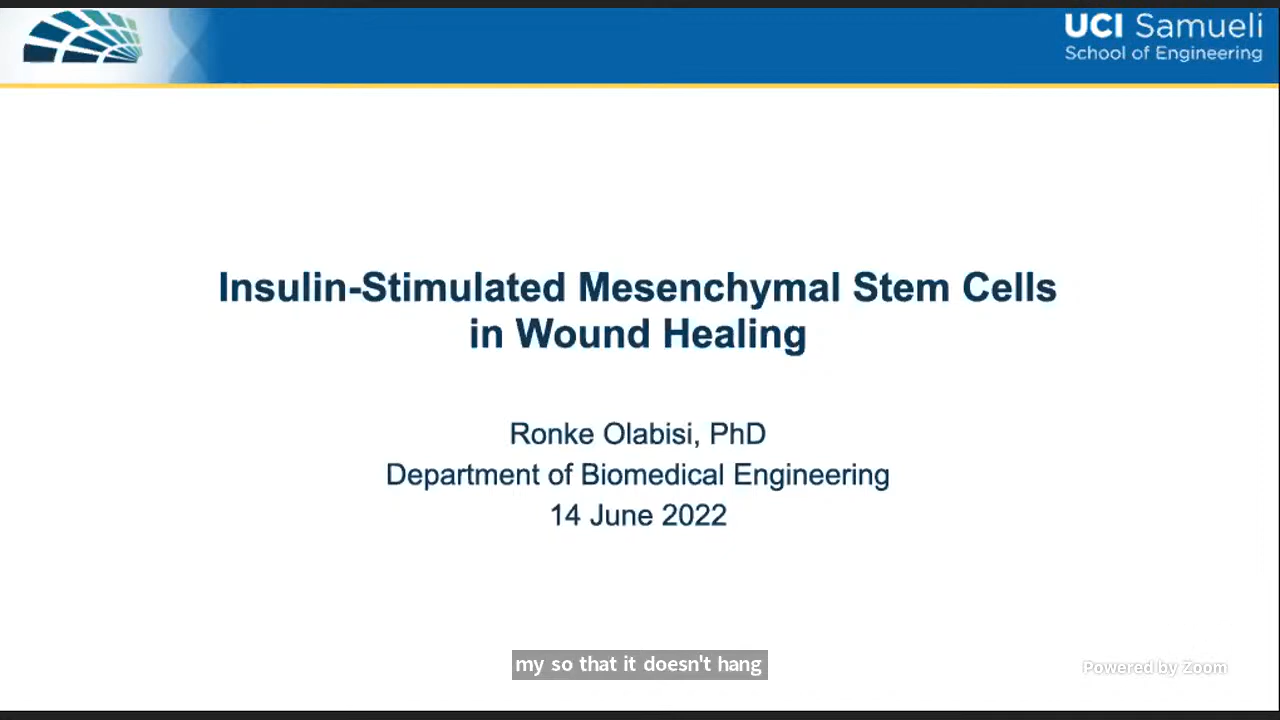 UCI Samueli
School of Engineering
Insulin-Stimulated Mesenchymal Stem Cells
in Wound Healing
Ronke Olabisi, PhD
Department of Biomedical Engineering
14 June 2022
my so that it doesn't hang
Powered by Zoom